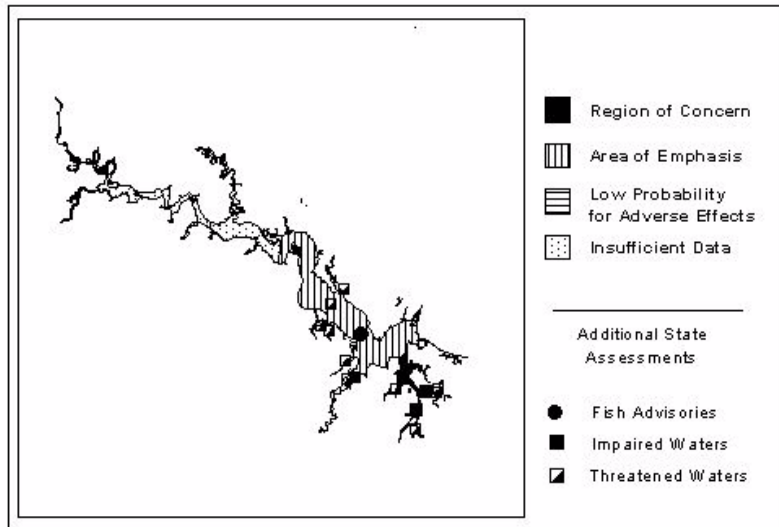 Region of Concern
Area of Emphasis
Low Probability
for Adverse Effects
Insufficient Data
Additional State
Assessments
Fish Advisories
Impaired Waters
Threatened Waters